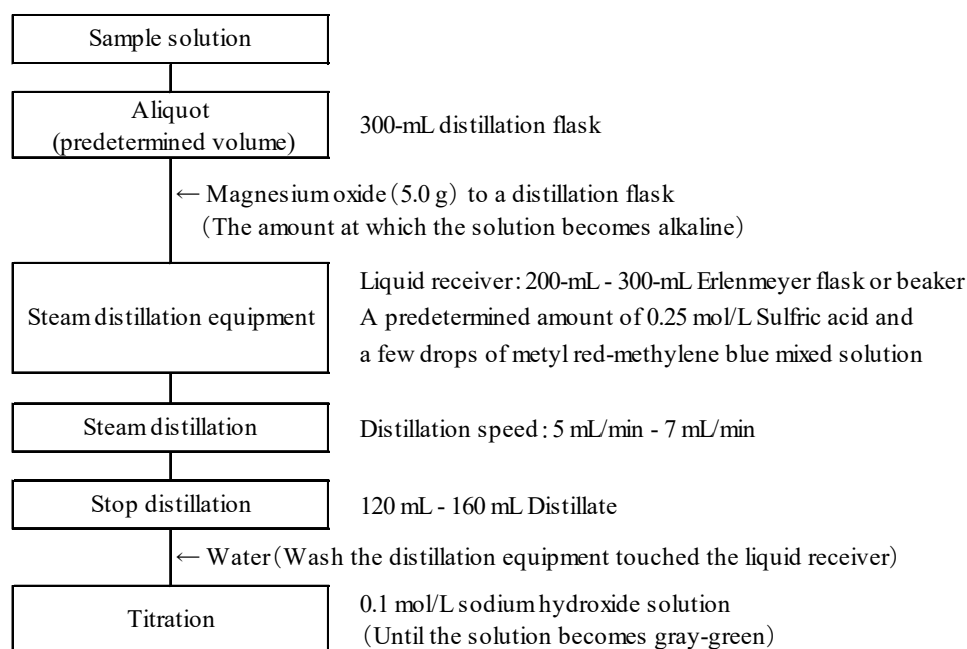 Sample solution
Aliquot
(predetermined volume)
300-mL distillation flask
← Magnesium oxide (5.0 g) to a distillation flask
(The amount at which the solution becomes alkaline)
Steam distillation equipment
Liquid receiver: 200-mL - 300-mL Erlenmeyer flask or beaker
A predetermined amount of 0.25 mol/L Sulfric acid and
a few drops of metyl red-methylene blue mixed solution
Steam distillation
Distillation speed: 5 mL/min - 7 mL/min
Stop distillation
120 mL - 160 mL Distillate
← Water (Wash the distillation equipment touched the liquid receiver)
Titration
0.1 mol/L sodium hydroxide solution
(Until the solution becomes gray-green)